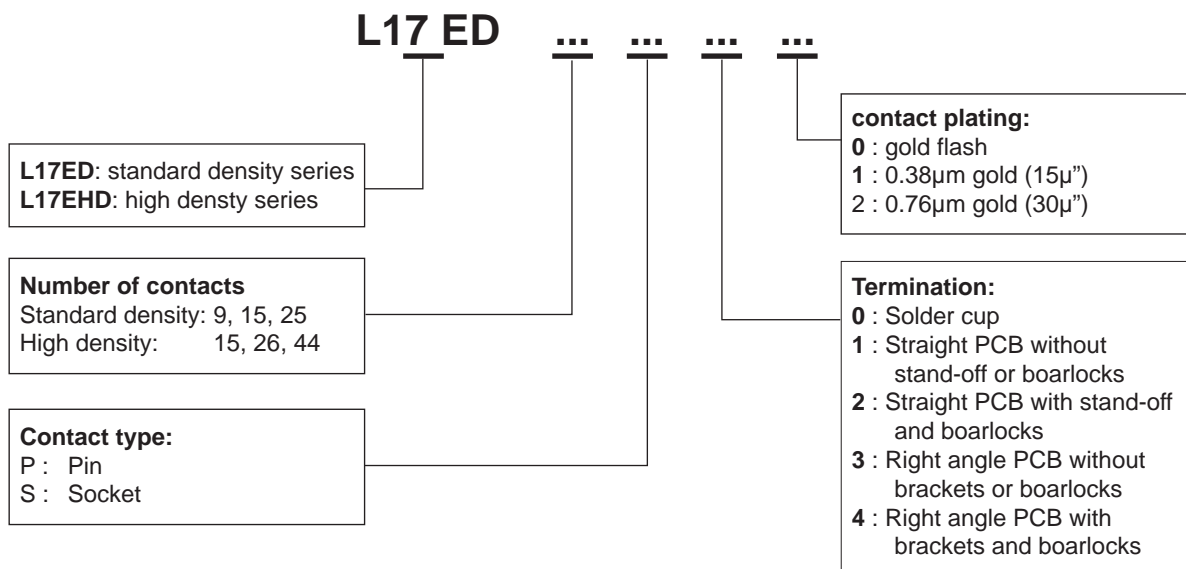 L17 ED ... ... ... ...
L17ED: standard density series
L17EHD: high densty series
Number of contacts
Standard density: 9, 15, 25
High density: 15, 26, 44
Contact type:
P : Pin
S : Socket
contact plating:
0 : gold flash
1 : 0.38µm gold (15µ”)
2 : 0.76µm gold (30µ”)
Termination:
0 : Solder cup
1 : Straight PCB without
stand-off or boarlocks
2 : Straight PCB with stand-off
and boarlocks
3 : Right angle PCB without
brackets or boarlocks
4 : Right angle PCB with
brackets and boarlocks